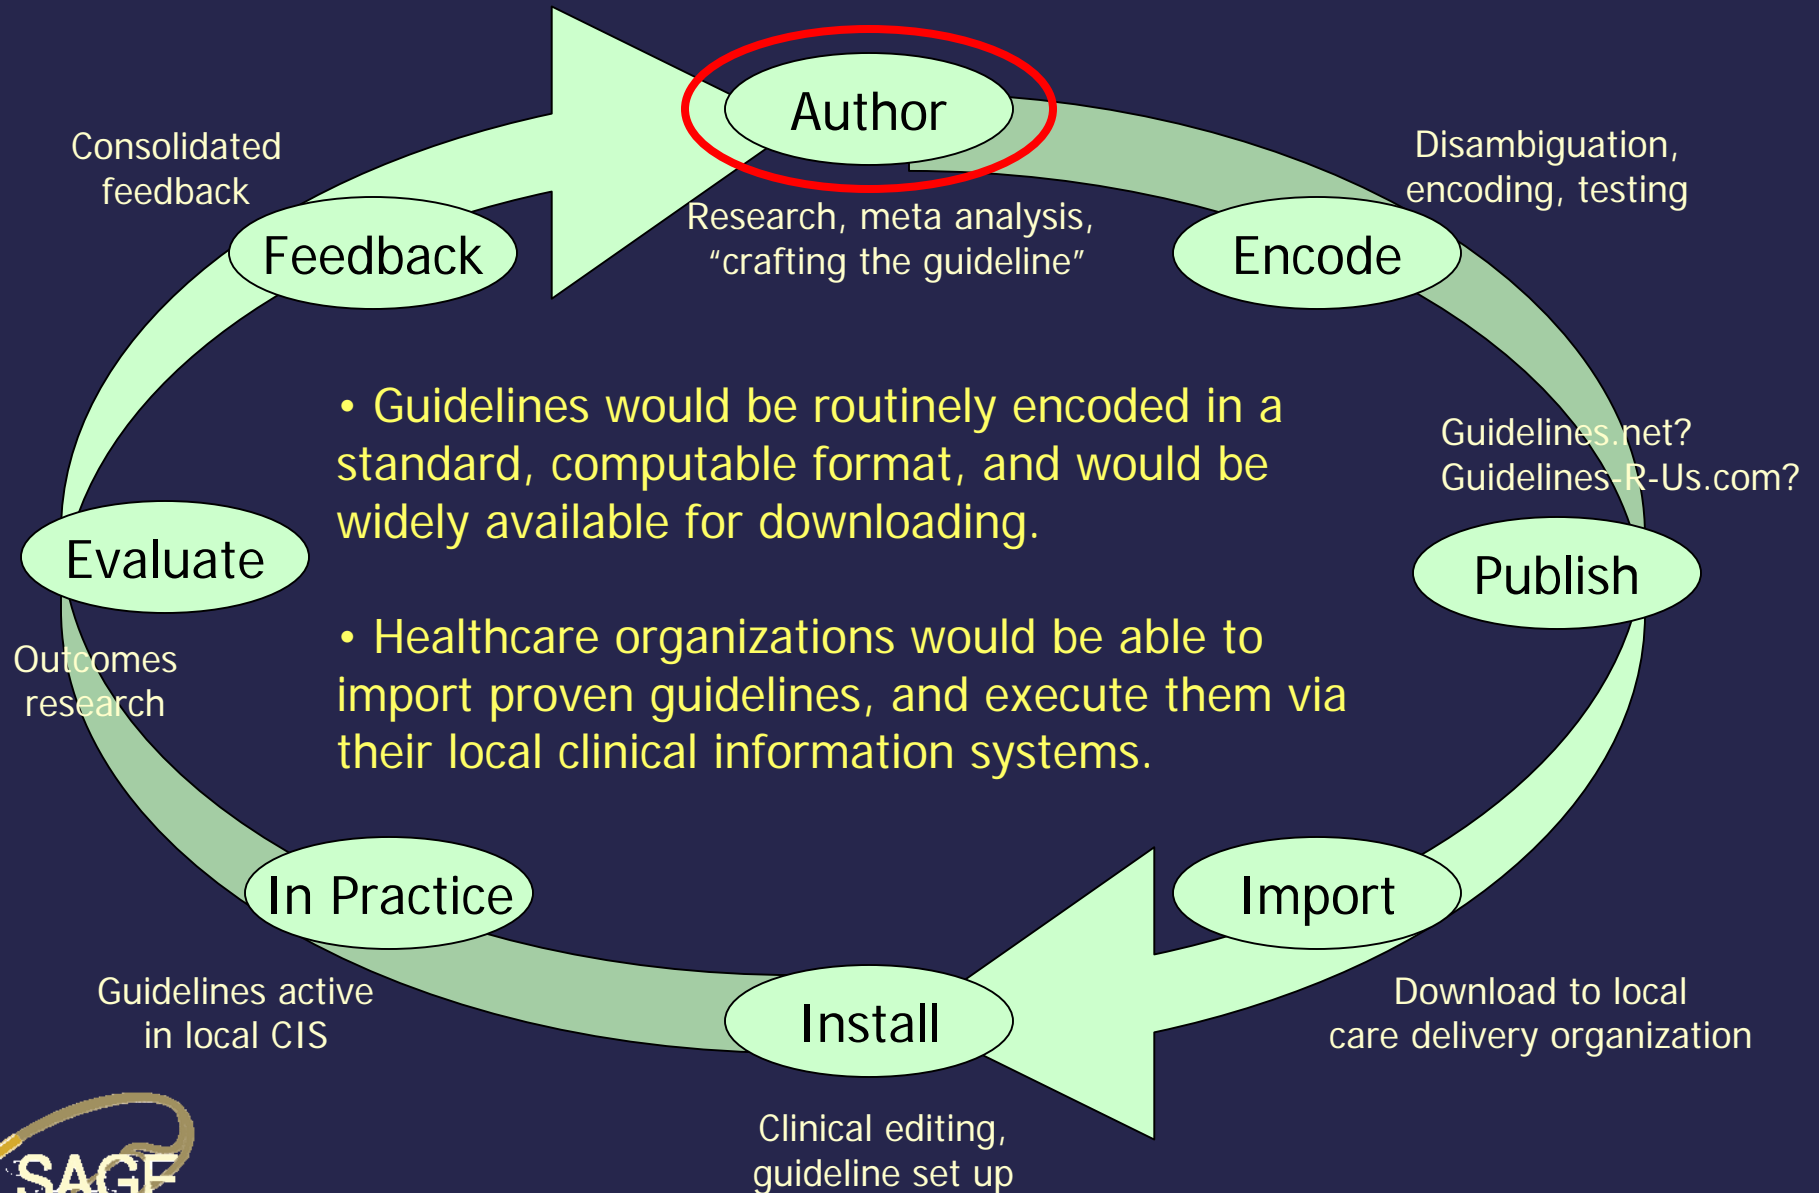 Author
Consolidated
feedback
Disambiguation,
encoding, testing
Research, meta analysis,
“crafting the guideline”
Feedback
Encode
• Guidelines would be routinely encoded in a
standard, computable format, and would be
widely available for downloading.
Guidelines.net?
Guidelines-R-Us.com?
Evaluate
Publish
• Healthcare organizations would be able to
import proven guidelines, and execute them via
their local clinical information systems.
Outcomes
research
In Practice
Import
Guidelines active
in local CIS
Install
Download to local
care delivery organization
Clinical editing,
guideline set up
SAGE